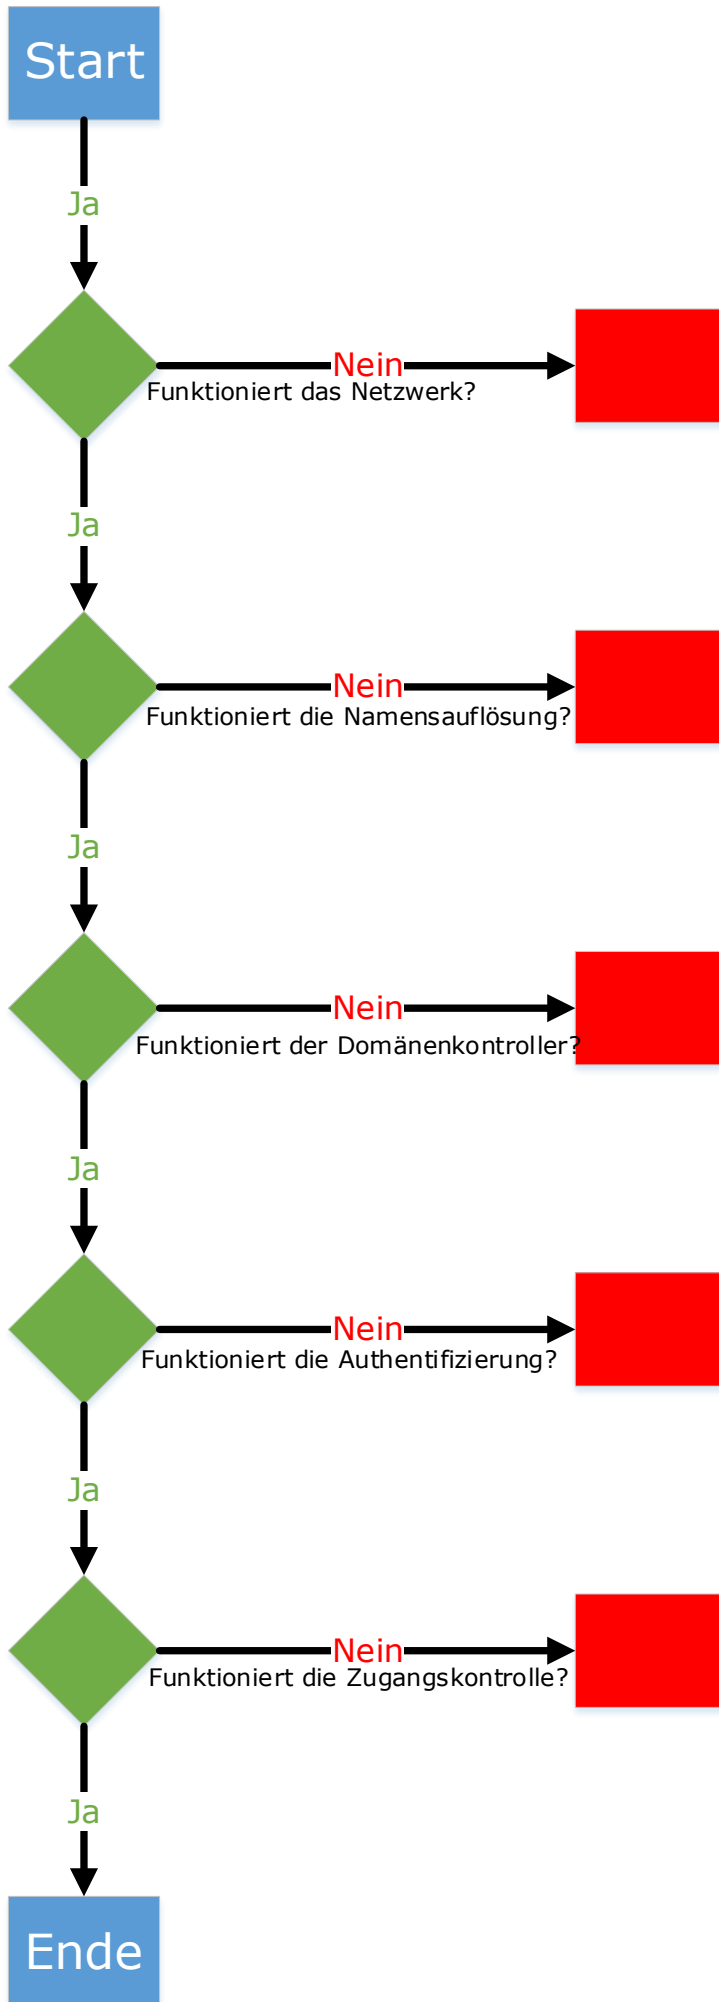 Start
Ja
Nein
Funktioniert das Netzwerk?
Ja
Nein
Funktioniert die Namensauflösung?
Ja
Nein
Funktioniert der Domänenkontroller?
Ja
Nein
Funktioniert die Authentifizierung?
Ja
Nein
Funktioniert die Zugangskontrolle?
Ja
Ende